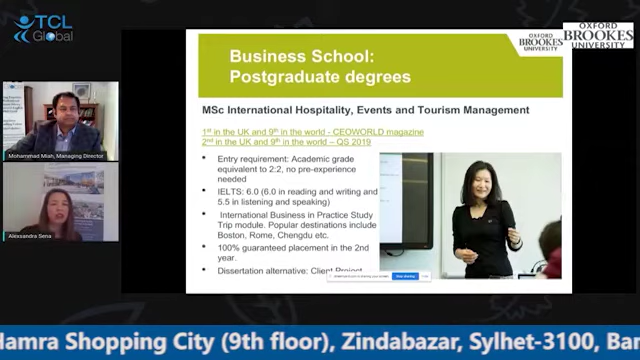 TCL
Global
OXFORD
BROOKES
UNIVERSITY
OXFORD
BROOKES
UNIVERSITY
Business School:
Postgraduate degrees
MSc International Hospitality, Events and Tourism Management
1st in the UK and 9th in the world - CEOWORLD magazine
2nd in the UK and 9th in the world – QS 2019
• Entry requirement: Academic grade
equivalent to 2:2, no pre-experience
needed
• IELTS: 6.0 (6.0 in reading and writing and
5.5 in listening and speaking)
• International Business in Practice Study
Trip module. Popular destinations include
Boston, Rome, Chengdu etc.
• 100% guaranteed placement in the 2nd
year.
• Dissertation alternative: Client Project
Stop sharing
Mohammad Miah, Managing Director
Alexsandra Sena
Hamra Shopping City (9th floor), Zindabazar, Sylhet-3100, Ban